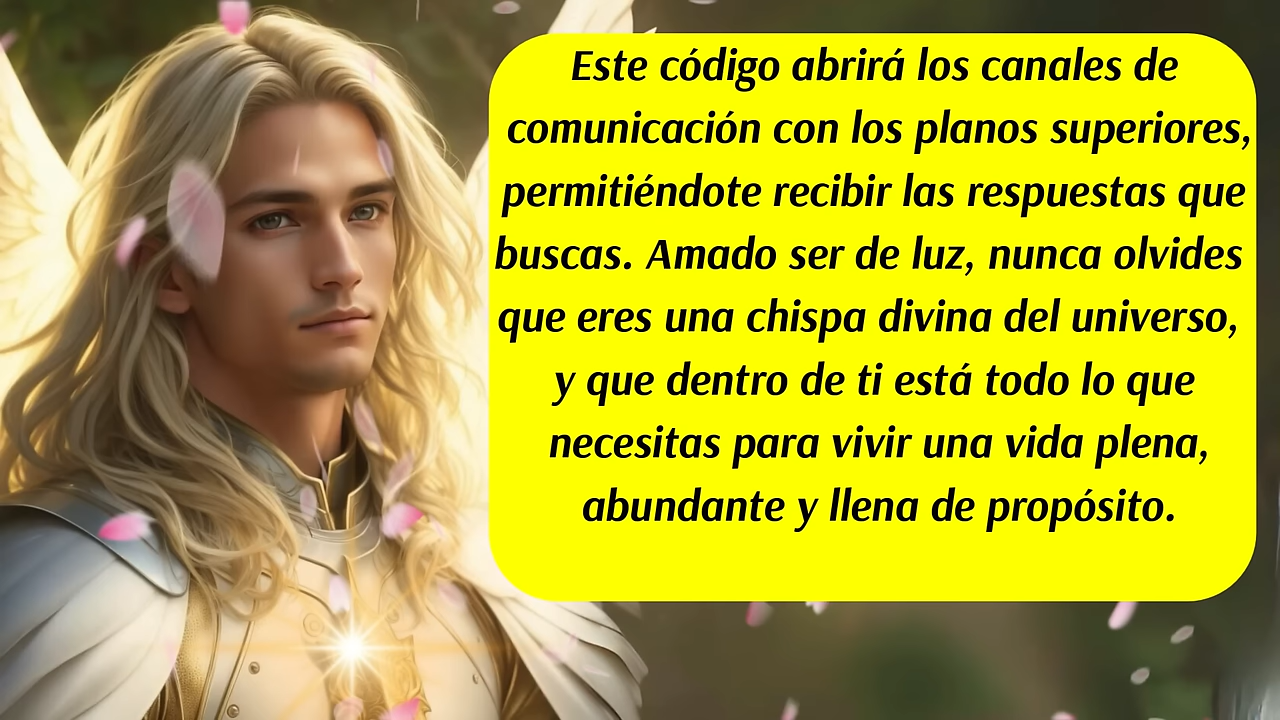 Este código abrirá los canales de
comunicación con los planos superiores,
permitiéndote recibir las respuestas que
buscas. Amado ser de luz, nunca olvides
que eres una chispa divina del universo,
y que dentro de ti está todo lo que
necesitas para vivir una vida plena,
abundante y llena de propósito.